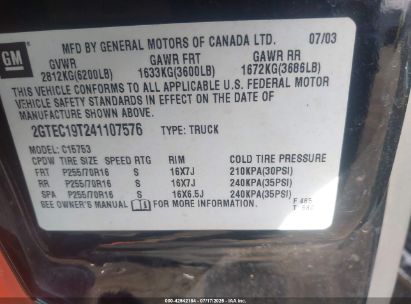 GM
MFD BY GENERAL MOTORS OF CANADA LTD. 07/03
GVWR GAWR FRT GAWR RR
2812KG(6200LB) 1633KG(3600LB) 1672KG(3686LB)
THIS VEHICLE CONFORMS TO ALL APPLICABLE U.S. FEDERAL MOTOR
VEHICLE SAFETY STANDARDS IN EFFECT ON THE DATE OF
MANUFACTURE SHOWN ABOVE.
2GTEC19T241107576 TYPE: TRUCK
MODEL: C15753
CPDW TIRE SIZE SPEED RTG RIM COLD TIRE PRESSURE
FRT P255/70R16 S 16X7J 210KPA(30PSI)
RR P255/70R16 S 16X7J 240KPA(35PSI)
SPA P255/70R16 S 16X6.5J 240KPA(35PSI)
SEE OWNER'S MANUAL FOR MORE INFORMATION.